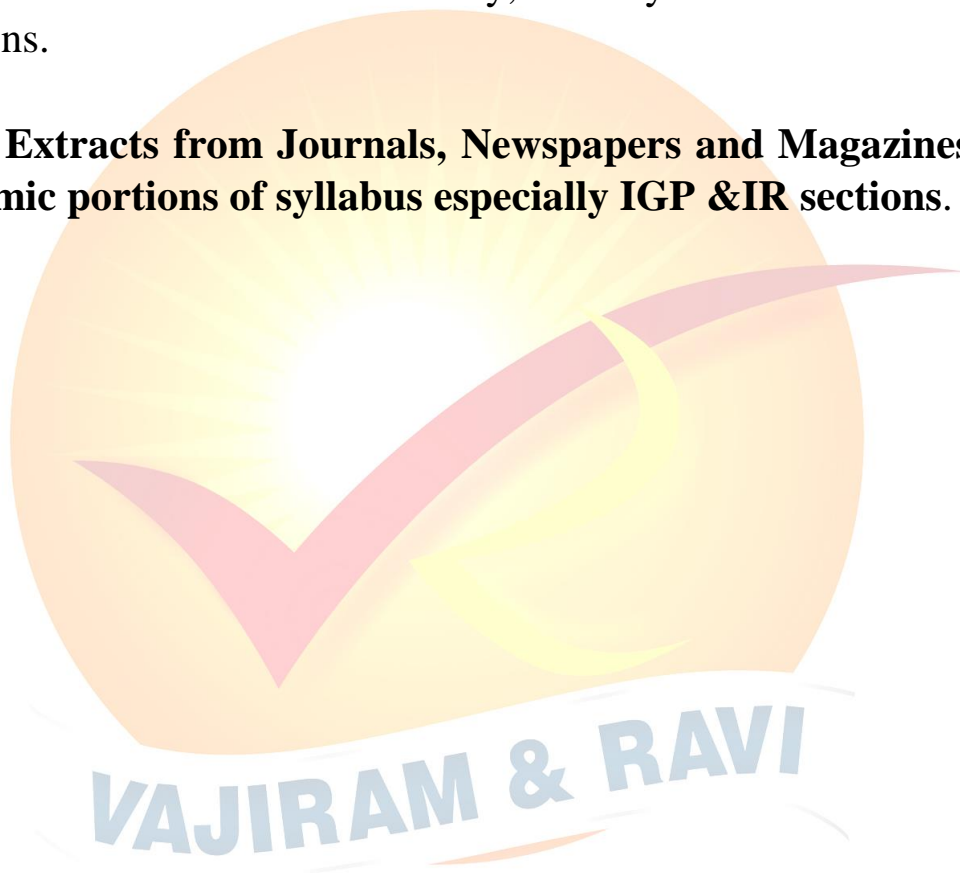 ns.
Extracts from Journals, Newspapers and Magazines
mic portions of syllabus especially IGP &IR sections.
VAJIRAM & RAVI